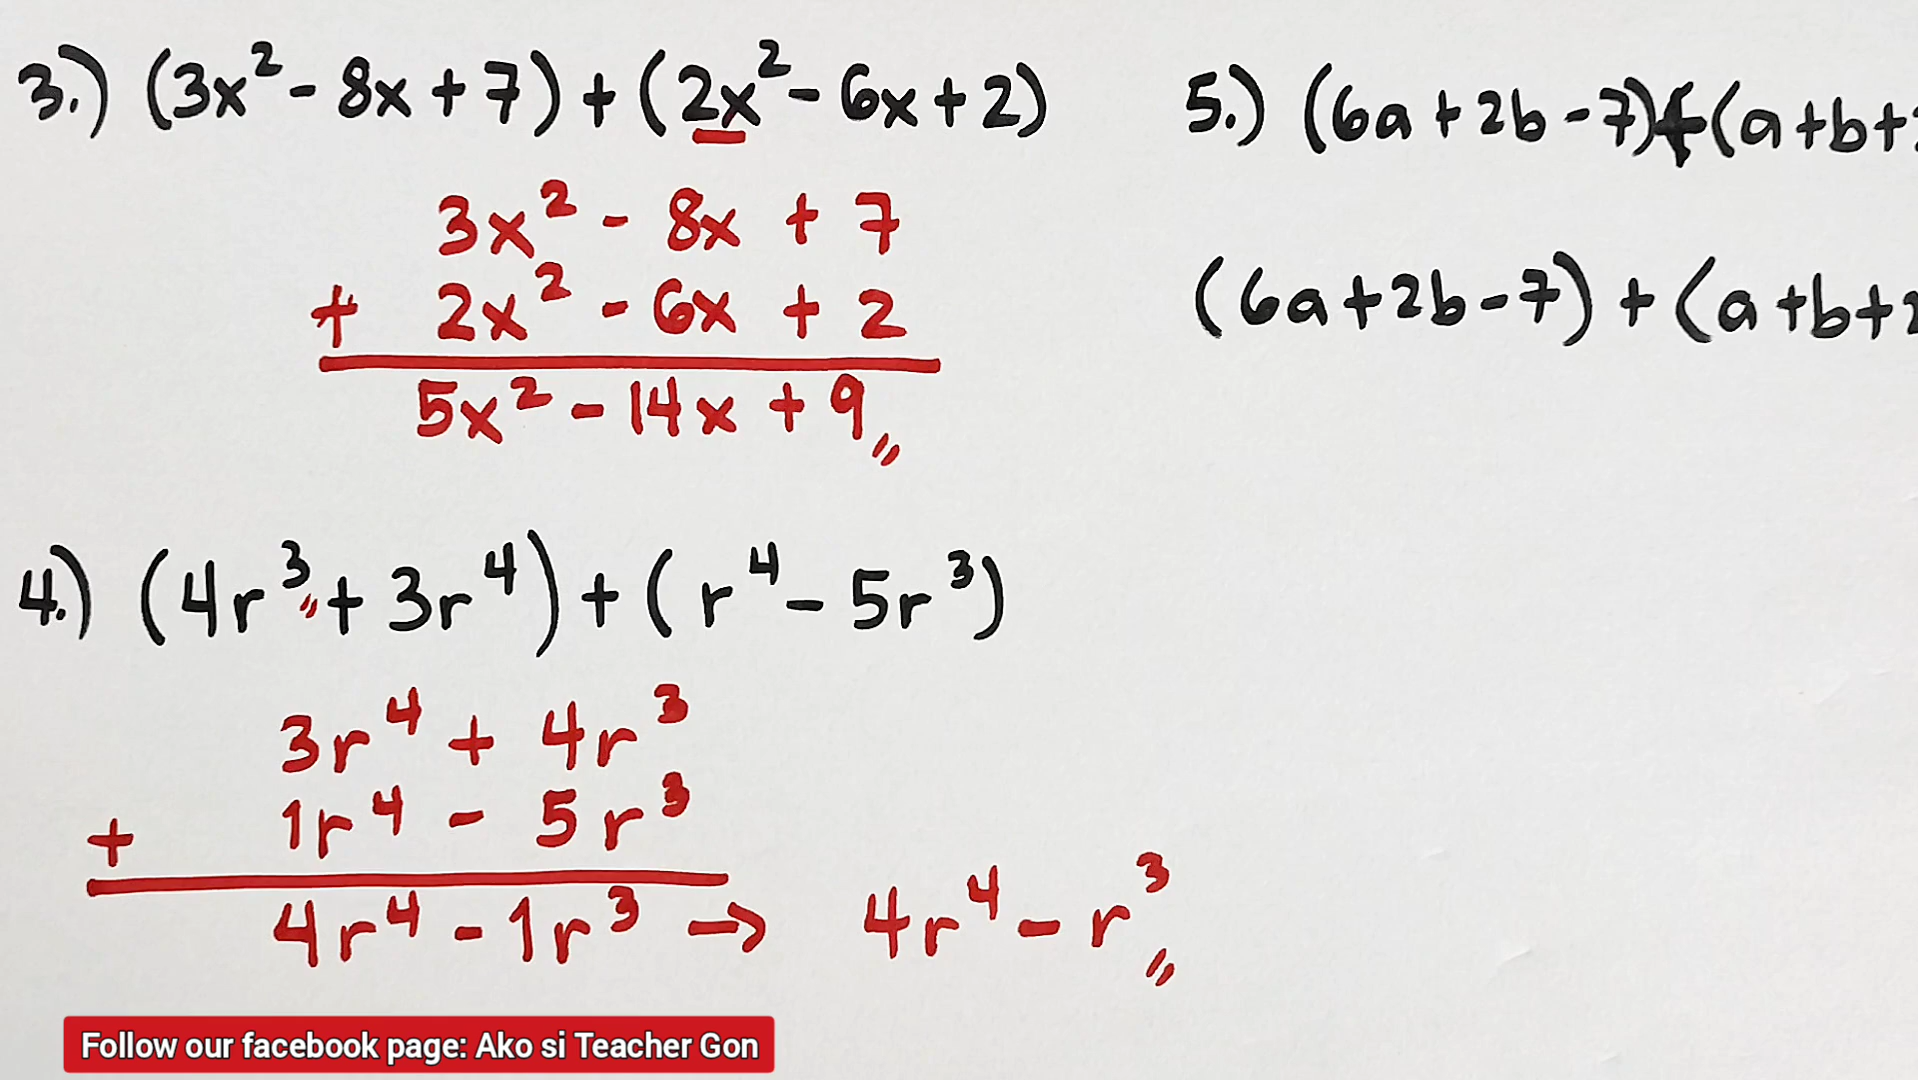 3.) (3x² - 8x + 7) + (2x² - 6x + 2)
3x² - 8x + 7
+ 2x² - 6x + 2
5x² - 14x + 9
4.) (4r³ + 3r⁴) + (r⁴ - 5r³)
3r⁴ + 4r³
+ 1r⁴ - 5r³
4r⁴ - 1r³ → 4r⁴ - r³
5.) (6a + 2b - 7) + (a + b +
(6a + 2b - 7) + (a + b +
Follow our facebook page: Ako si Teacher Gon